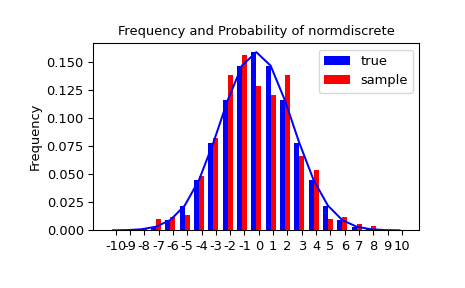 Frequency and Probability of normdiscrete
true
sample
Frequency
0.150
0.125
0.100
0.075
0.050
0.025
0.000
-10 -9 -8 -7 -6 -5 -4 -3 -2 -1 0 1 2 3 4 5 6 7 8 9 10